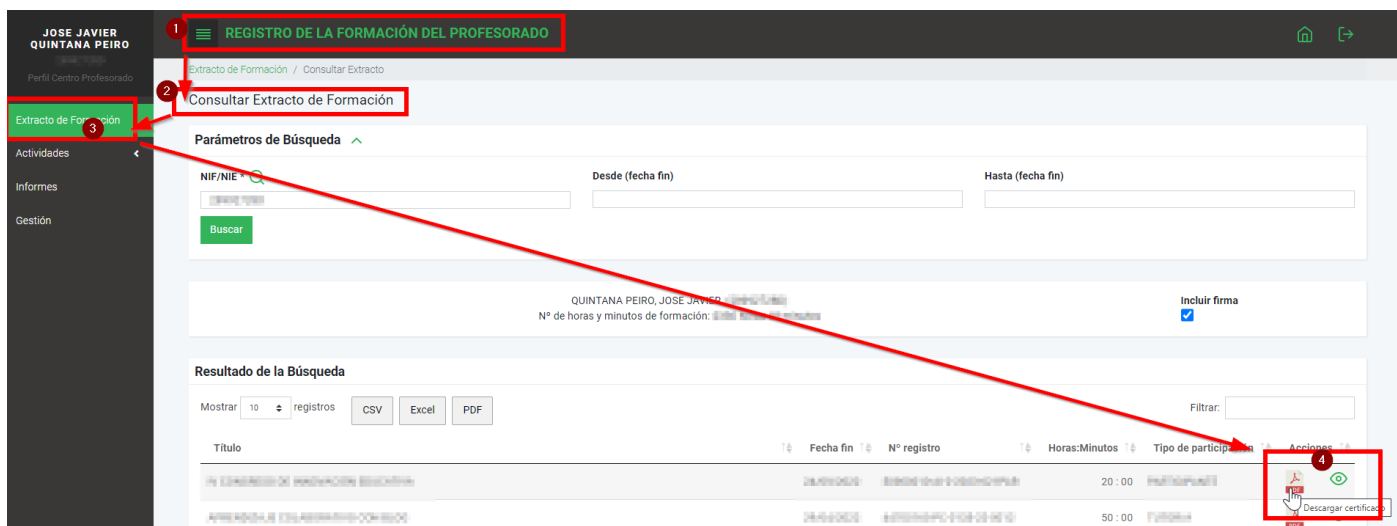 JOSE JAVIER
QUINTANA PEIRO
Perfil Centro Profesorado
Extracto de Formación
3
Actividades
Informes
Gestión
1
REGISTRO DE LA FORMACIÓN DEL PROFESORADO
Extracto de Formación / Consultar Extracto
2
Consultar Extracto de Formación
Parámetros de Búsqueda
NIF/NIE *
Desde (fecha fin)
Hasta (fecha fin)
Buscar
QUINTANA PEIRO, JOSE JAVIER
Nº de horas y minutos de formación:
Incluir firma
Resultado de la Búsqueda
Mostrar 10 registros CSV Excel PDF
Filtrar:
Título Fecha fin Nº registro Horas:Minutos Tipo de participación Acciones
4
20 : 00
PDF
Descargar certificado
50 : 00
PDF